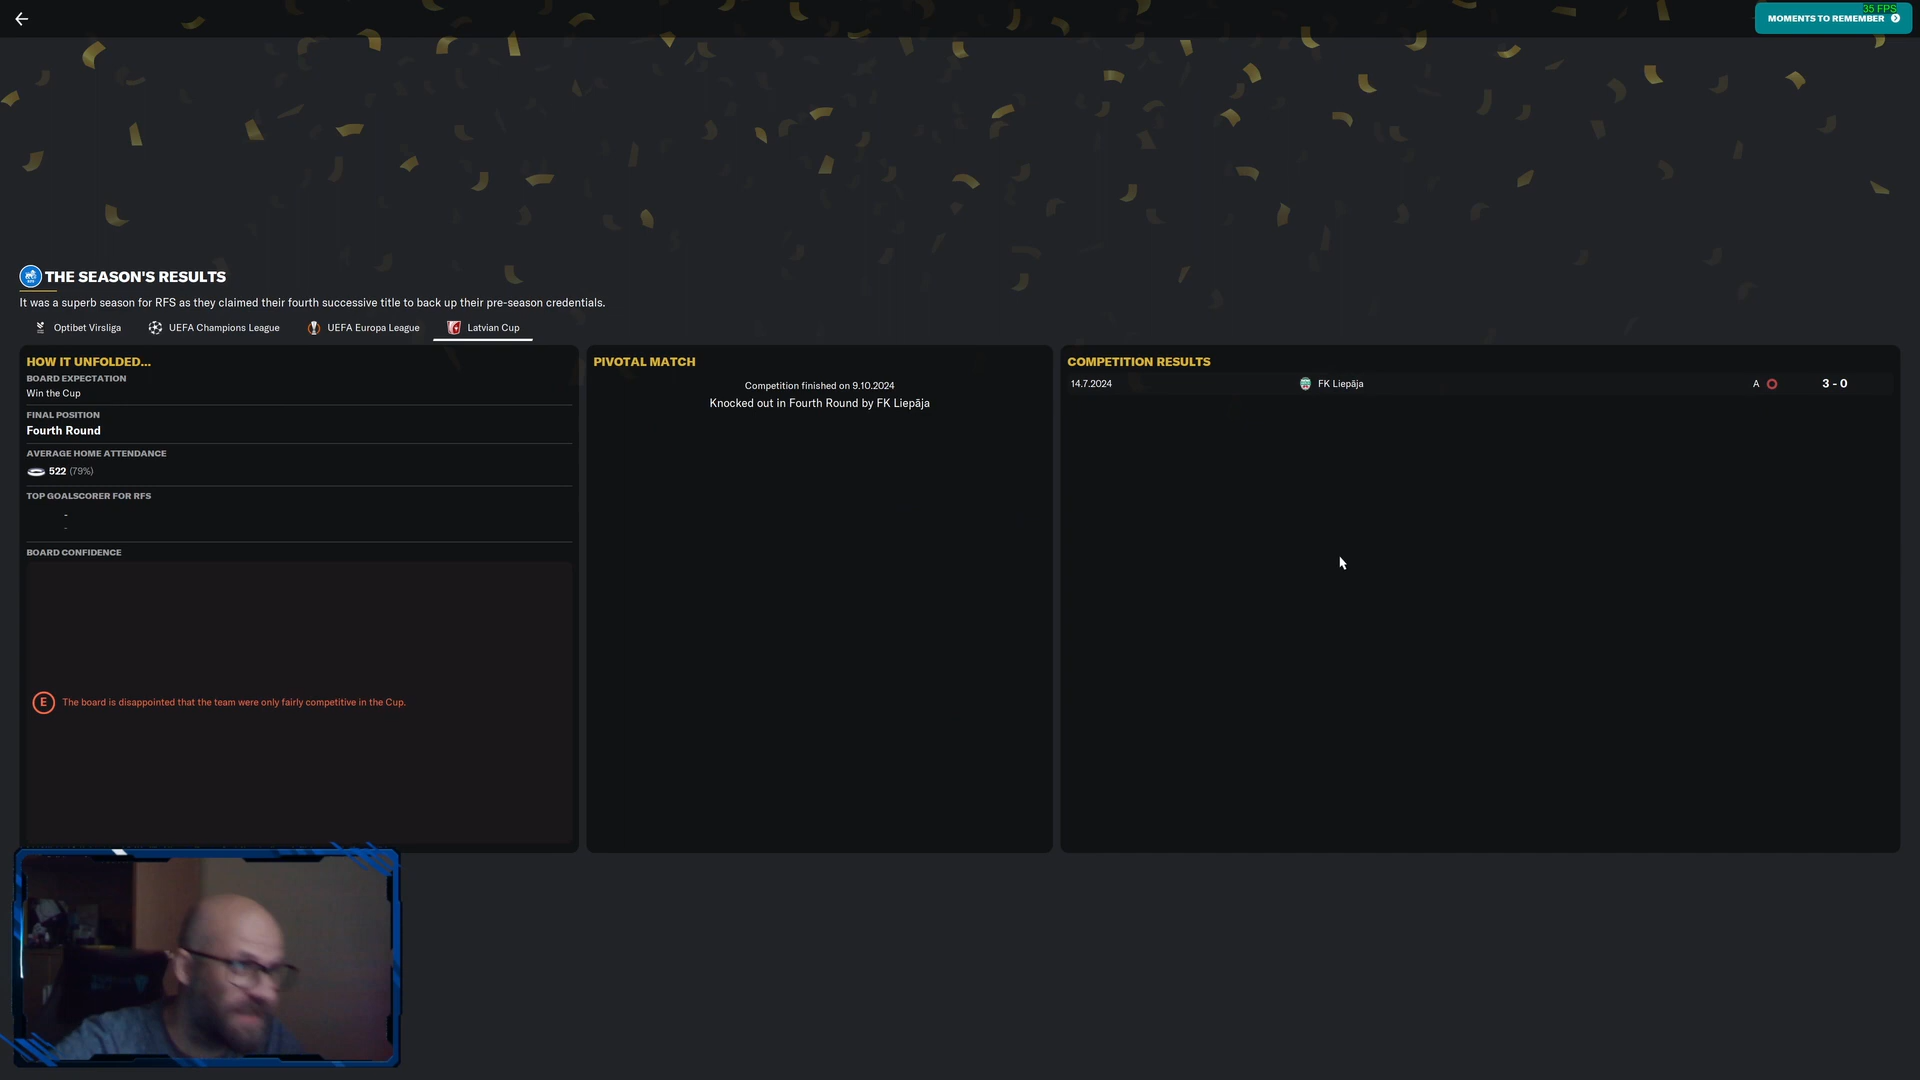 35 FPS
MOMENTS TO REMEMBER
THE SEASON'S RESULTS
It was a superb season for RFS as they claimed their fourth successive title to back up their pre-season credentials.
Optibet Virsliga
UEFA Champions League
UEFA Europa League
Latvian Cup
HOW IT UNFOLDED...
BOARD EXPECTATION
Win the Cup
FINAL POSITION
Fourth Round
AVERAGE HOME ATTENDANCE
522 (79%)
TOP GOALSCORER FOR RFS
-
-
BOARD CONFIDENCE
E The board is disappointed that the team were only fairly competitive in the Cup.
PIVOTAL MATCH
Competition finished on 9.10.2024
Knocked out in Fourth Round by FK Liepāja
COMPETITION RESULTS
14.7.2024 FK Liepāja A 3 - 0